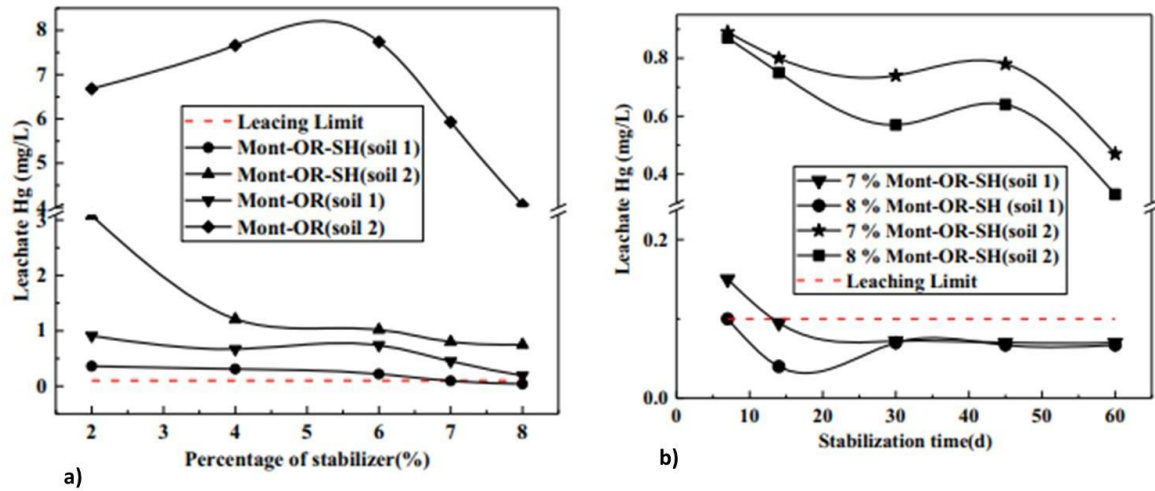 Leachate Hg (mg/L)
8
7
6
5
4
3
2
1
0
Leacing Limit
Mont-OR-SH(soil 1)
Mont-OR-SH(soil 2)
Mont-OR(soil 1)
Mont-OR(soil 2)
2 3 4 5 6 7 8
Percentage of stabilizer(%)
a)
Leachate Hg (mg/L)
0.8
0.6
0.4
0.2
0.0
7 % Mont-OR-SH(soil 1)
8 % Mont-OR-SH (soil 1)
7 % Mont-OR-SH(soil 2)
8 % Mont-OR-SH(soil 2)
Leaching Limit
0 10 20 30 40 50 60
Stabilization time(d)
b)